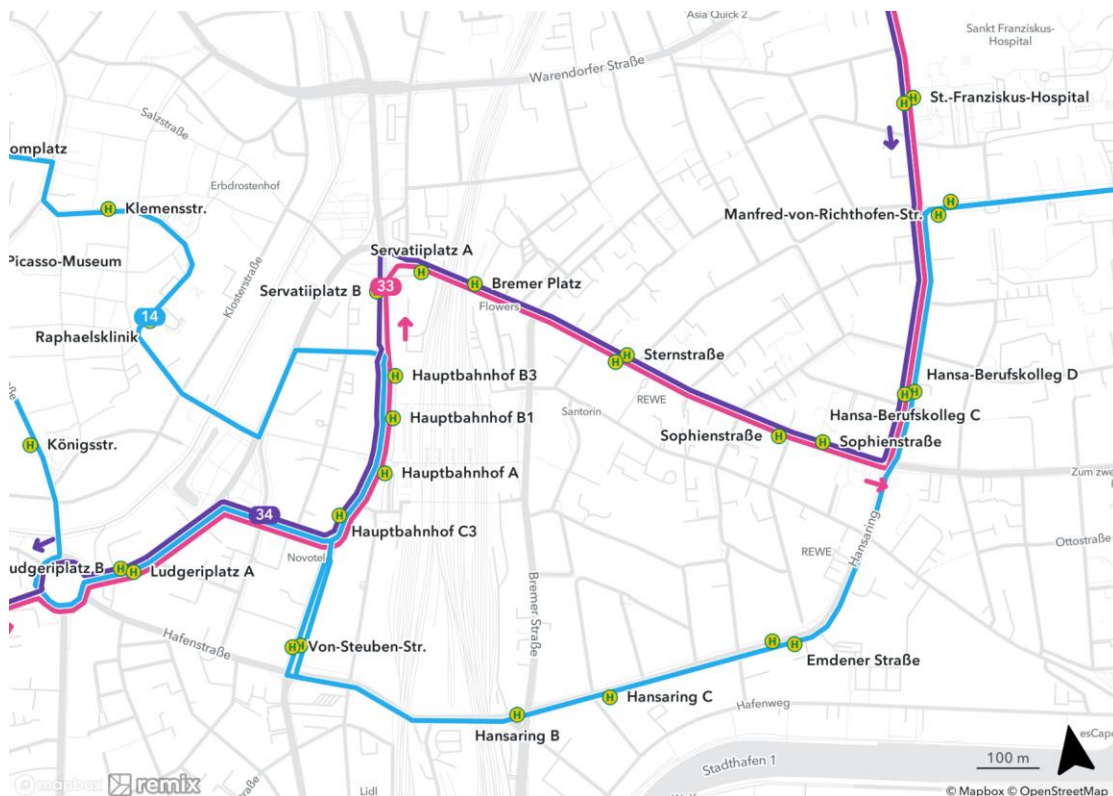 Asia Quick 2
Sankt Franziskus-
Hospital
Warendorfer Straße
St.-Franziskus-Hospital
Salzstraße
omplatz
Erbdrostenhof
Klemensstr.
Manfred-von-Richthofen-Str.
Picasso-Museum
Klosterstraße
Servatiiplatz A
Servatiiplatz B
33
Bremer Platz
Flowers
14
Raphaelsklinik
Sternstraße
Hauptbahnhof B3
REWE
Hansa-Berufskolleg D
Hauptbahnhof B1
Santorin
Hansa-Berufskolleg C
Königsstr.
Sophienstraße
Sophienstraße
Hauptbahnhof A
34
Hauptbahnhof C3
Hansaring
Ottostraße
Novotel
REWE
udgeriplatz B
Ludgeriplatz A
Bremer Straße
Hafenstraße
Von-Steuben-Str.
Emdener Straße
Hansaring C
Hafenweg
Hansaring B
esCape
100 m
Stadthafen 1
mapbox
remix
Lidl
© Mapbox © OpenStreetMap